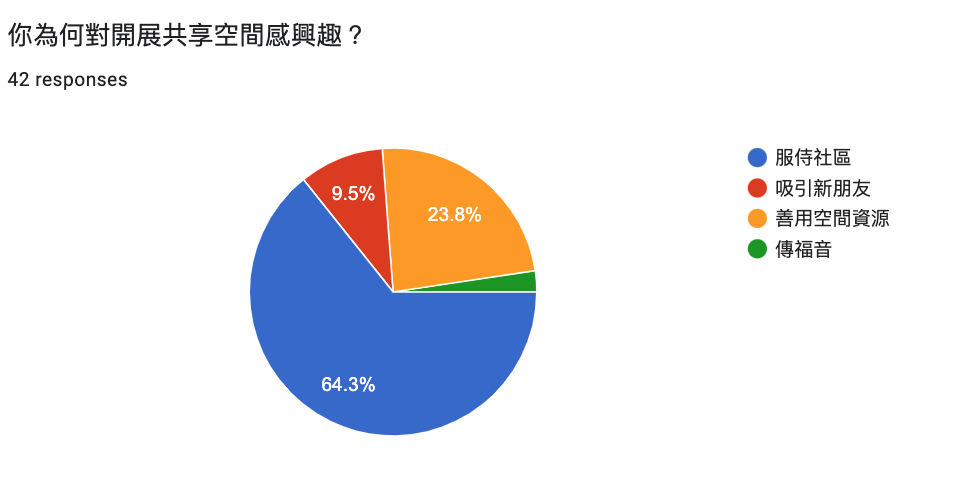 你為何對開展共享空間感興趣？
42 responses
服侍社區
吸引新朋友
善用空間資源
傳福音
9.5%
23.8%
64.3%